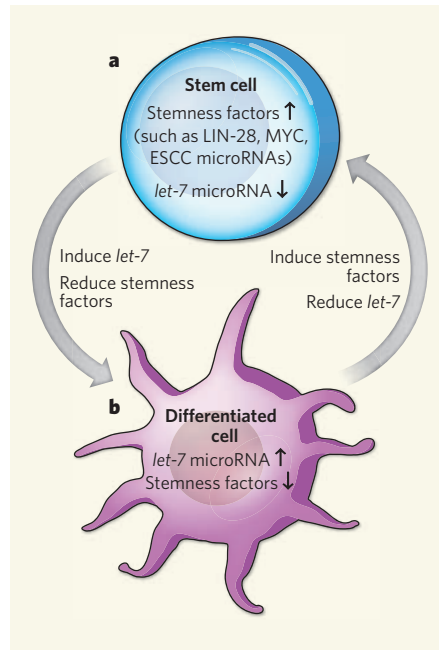 a
Stem cell
Stemness factors ↑
(such as LIN-28, MYC,
ESCC microRNAs)
let-7 microRNA ↓
Induce let-7
Reduce stemness
factors
Induce stemness
factors
Reduce let-7
b
Differentiated
cell
let-7 microRNA ↑
Stemness factors ↓